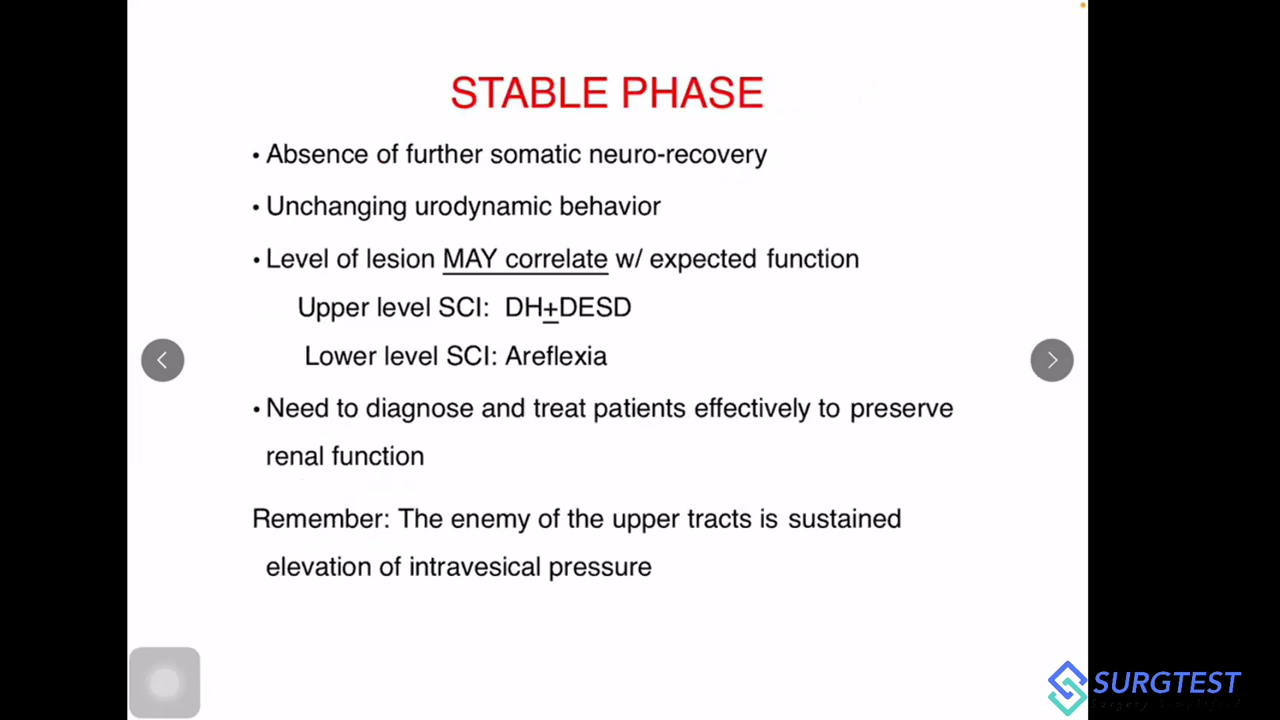 STABLE PHASE
• Absence of further somatic neuro-recovery
• Unchanging urodynamic behavior
• Level of lesion MAY correlate w/ expected function
Upper level SCI: DH±DESD
Lower level SCI: Areflexia
• Need to diagnose and treat patients effectively to preserve
renal function
Remember: The enemy of the upper tracts is sustained
elevation of intravesical pressure
SURGTEST